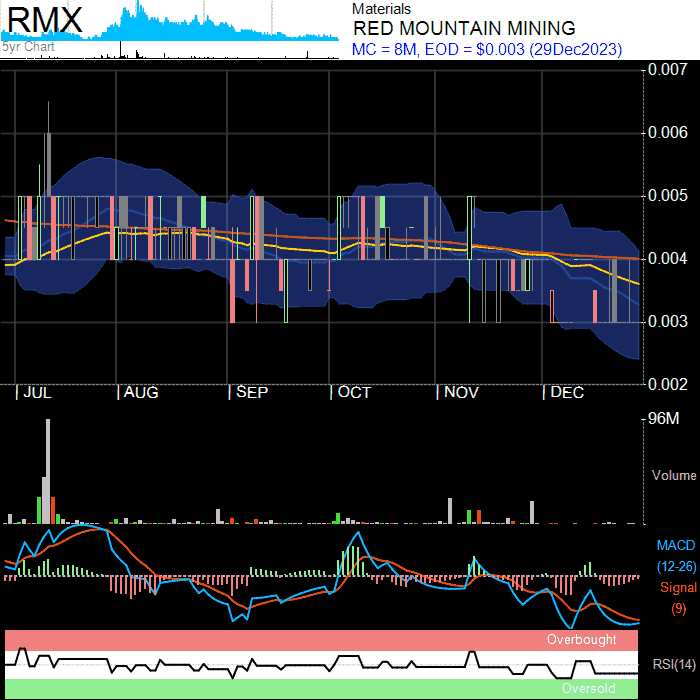 RMX
5yr Chart
Materials
RED MOUNTAIN MINING
MC = 8M, EOD = $0.003 (29Dec2023)
0.007
0.006
0.005
0.004
0.003
0.002
JUL
AUG
SEP
OCT
NOV
DEC
96M
Volume
MACD
(12-26)
Signal
(9)
Overbought
RSI(14)
Oversold